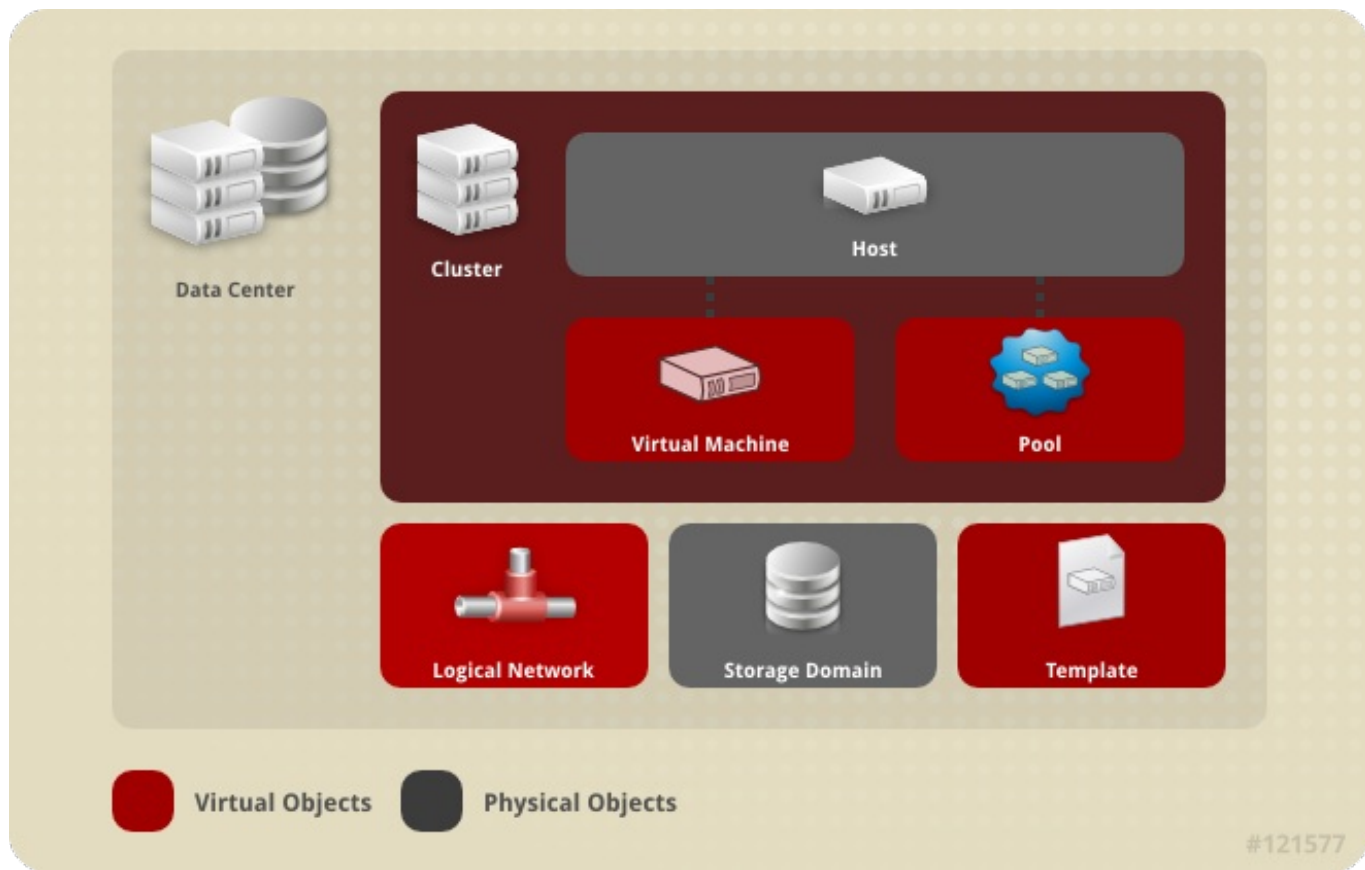 Data Center
Cluster
Host
Virtual Machine
Pool
Logical Network
Storage Domain
Template
Virtual Objects
Physical Objects
#121577